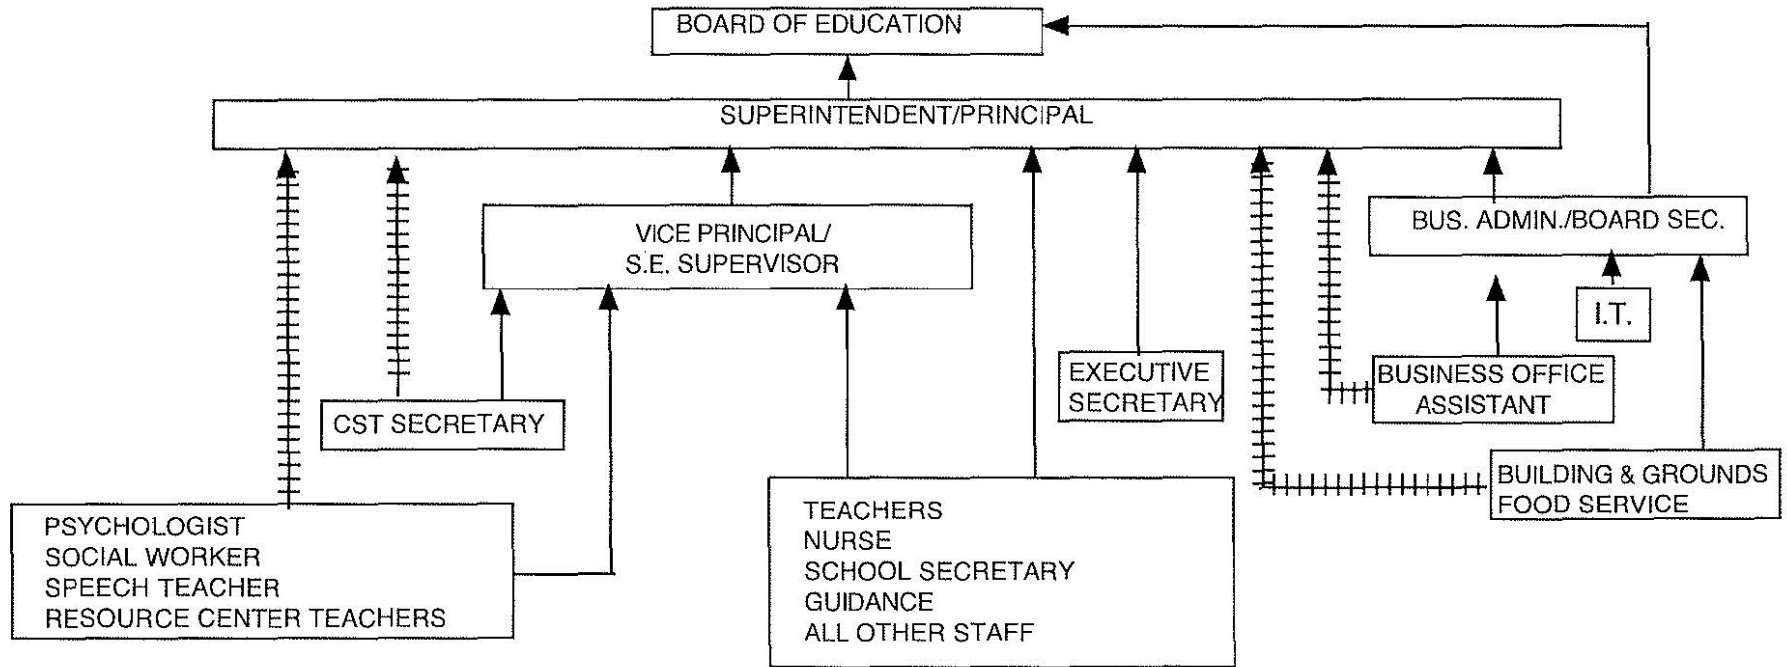 BOARD OF EDUCATION
SUPERINTENDENT/PRINCIPAL
VICE PRINCIPAL/
S.E. SUPERVISOR
BUS. ADMIN./BOARD SEC.
I.T.
EXECUTIVE
SECRETARY
BUSINESS OFFICE
ASSISTANT
CST SECRETARY
BUILDING & GROUNDS
FOOD SERVICE
PSYCHOLOGIST
SOCIAL WORKER
SPEECH TEACHER
RESOURCE CENTER TEACHERS
TEACHERS
NURSE
SCHOOL SECRETARY
GUIDANCE
ALL OTHER STAFF